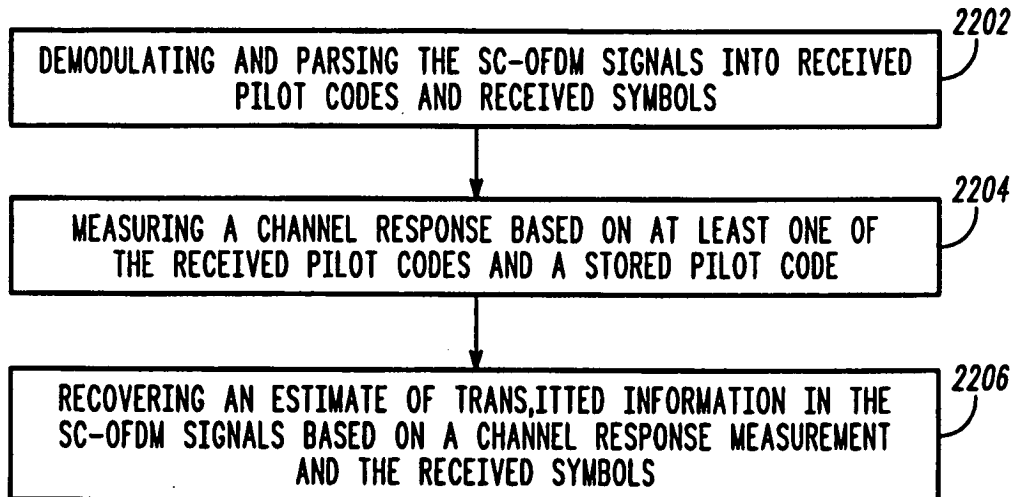 2202
DEMODULATING AND PARSING THE SC-OFDM SIGNALS INTO RECEIVED
PILOT CODES AND RECEIVED SYMBOLS
2204
MEASURING A CHANNEL RESPONSE BASED ON AT LEAST ONE OF
THE RECEIVED PILOT CODES AND A STORED PILOT CODE
2206
RECOVERING AN ESTIMATE OF TRANS,ITTED INFORMATION IN THE
SC-OFDM SIGNALS BASED ON A CHANNEL RESPONSE MEASUREMENT
AND THE RECEIVED SYMBOLS